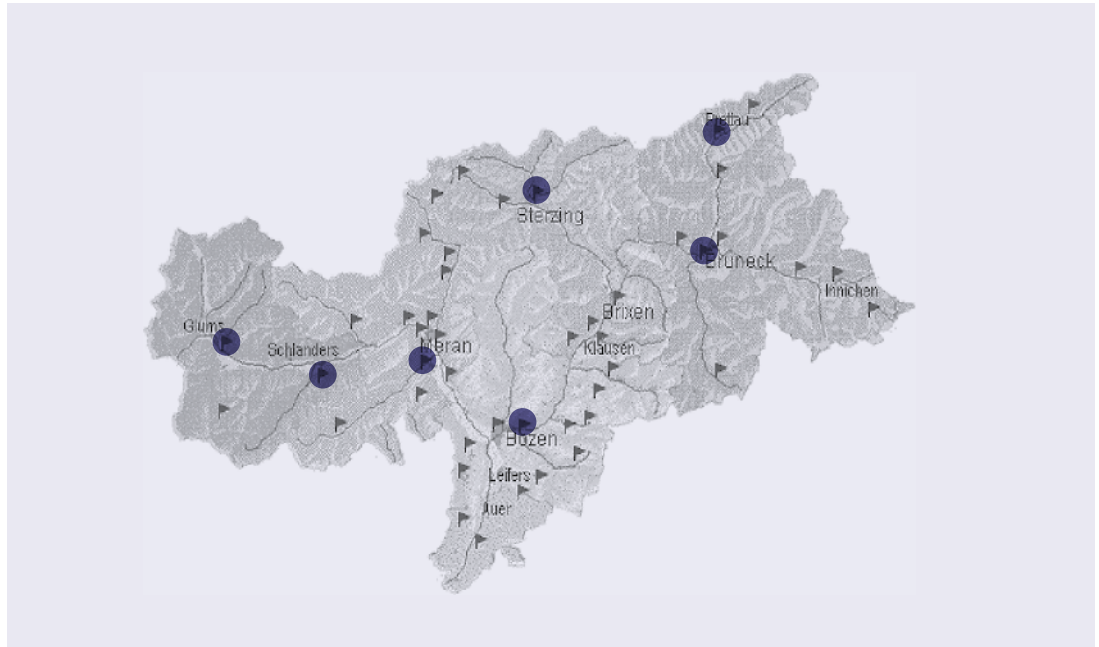 Prettau
Sterzing
Bruneck
Innichen
Brixen
Glurns
Meran
Klausen
Schlanders
Bozen
Leifers
Auer